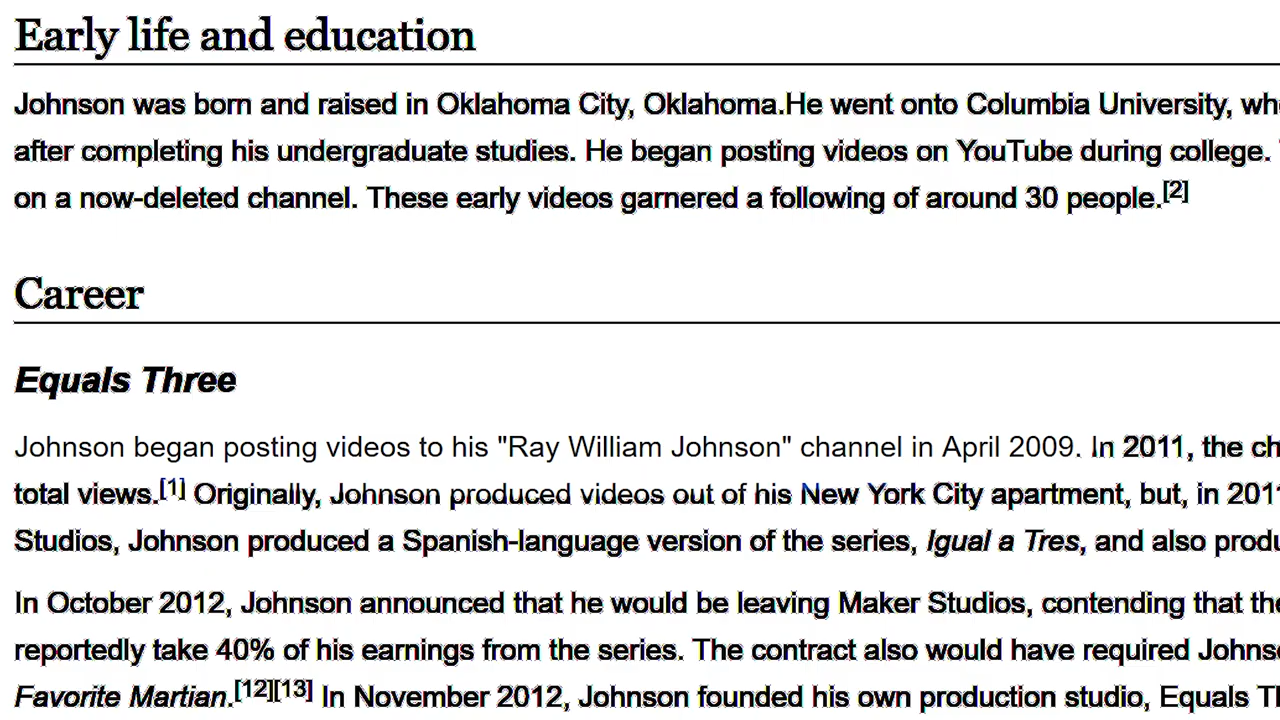 Early life and education
Johnson was born and raised in Oklahoma City, Oklahoma.He went onto Columbia University,
after completing his undergraduate studies. He began posting videos on YouTube during college.
on a now-deleted channel. These early videos garnered a following of around 30 people.[2]
Career
Equals Three
Johnson began posting videos to his "Ray William Johnson" channel in April 2009. In 2011, the
total views.[1] Originally, Johnson produced videos out of his New York City apartment, but, in
Studios, Johnson produced a Spanish-language version of the series, Igual a Tres, and also
In October 2012, Johnson announced that he would be leaving Maker Studios, contending that
reportedly take 40% of his earnings from the series. The contract also would have required
Favorite Martian.[12][13] In November 2012, Johnson founded his own production studio, Equals